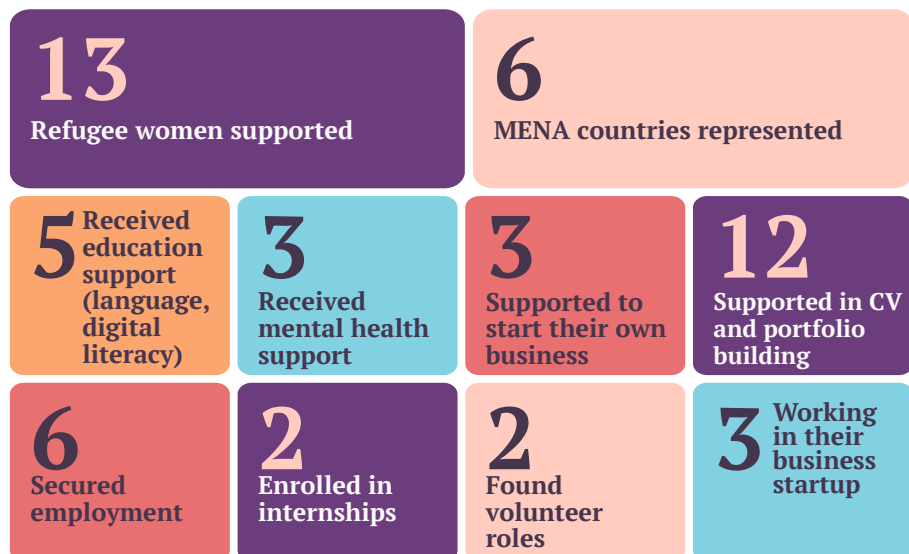 13
Refugee women supported
6
MENA countries represented
5
Received
education
support
(language,
digital
literacy)
3
Received
mental health
support
3
Supported to
start their own
business
12
Supported in CV
and portfolio
building
6
Secured
employment
2
Enrolled in
internships
2
Found
volunteer
roles
3
Working
in their
business
startup